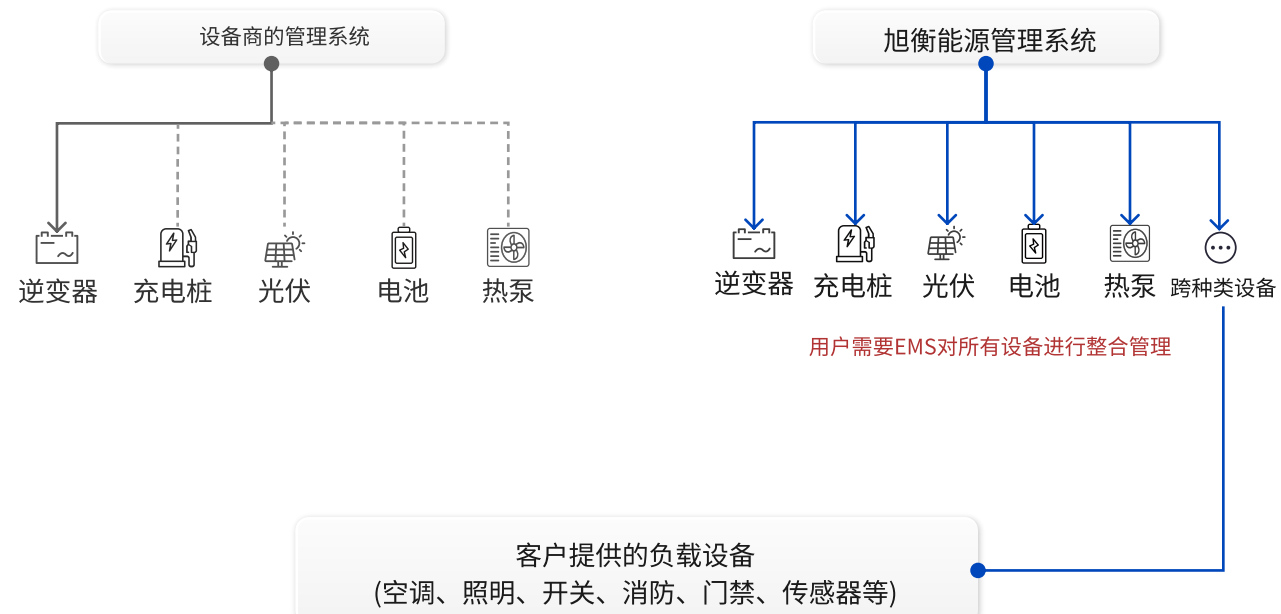 设备商的管理系统
旭衡能源管理系统
逆变器
充电桩
光伏
电池
热泵
逆变器
充电桩
光伏
电池
热泵
跨种类设备
用户需要EMS对所有设备进行整合管理
客户提供的负载设备
(空调、照明、开关、消防、门禁、传感器等)